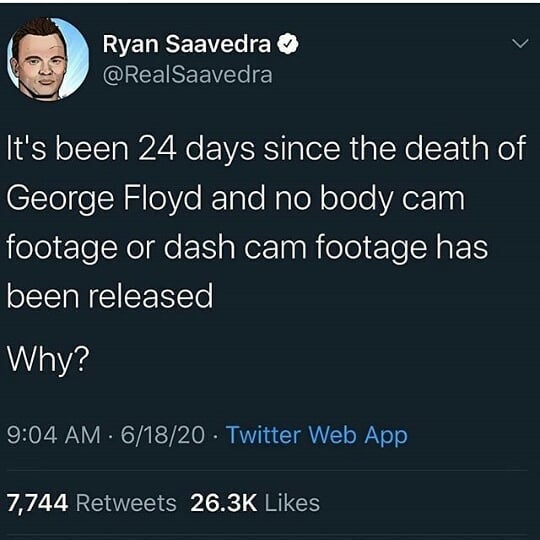 Ryan Saavedra
@RealSaavedra
It's been 24 days since the death of
George Floyd and no body cam
footage or dash cam footage has
been released
Why?
9:04 AM · 6/18/20 · Twitter Web App
7,744 Retweets 26.3K Likes